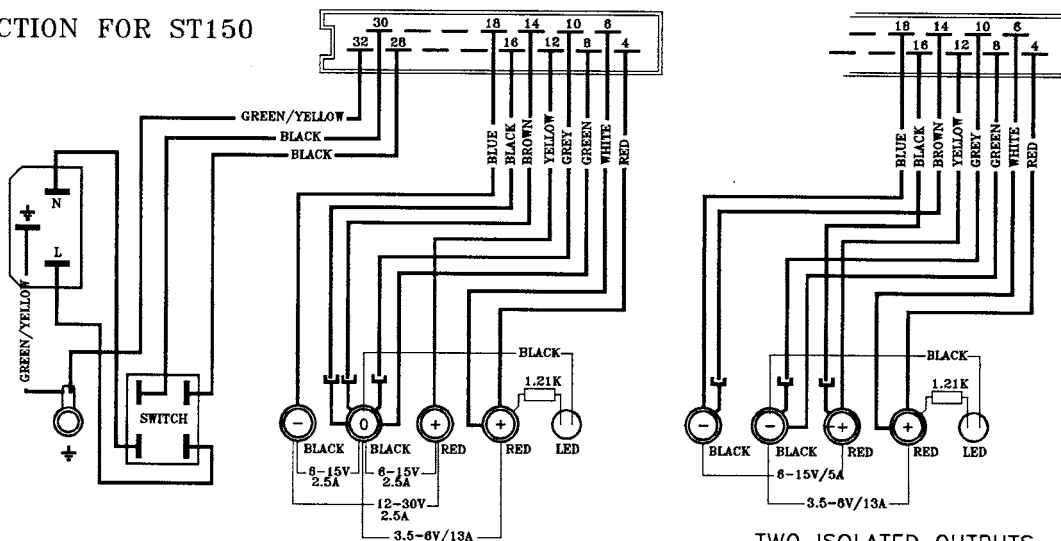 CTION FOR ST150
30 18 14 10 6
32 28 16 12 8 4
GREEN/YELLOW
BLACK
BLACK
BLUE
BLACK
BROWN
YELLOW
GREY
GREEN
WHITE
RED
N
L
GREEN/YELLOW
SWITCH
BLACK
1.21K
- 0 + +
BLACK BLACK RED RED LED
6-15V 6-15V
2.5A 2.5A
12-30V
2.5A
3.5-6V/13A
18 14 10 6
16 12 8 4
BLUE
BLACK
BROWN
YELLOW
GREY
GREEN
WHITE
RED
BLACK
1.21K
- - + +
BLACK BLACK RED RED LED
6-15V/5A
3.5-6V/13A
TWO ISOLATED OUTPUTS